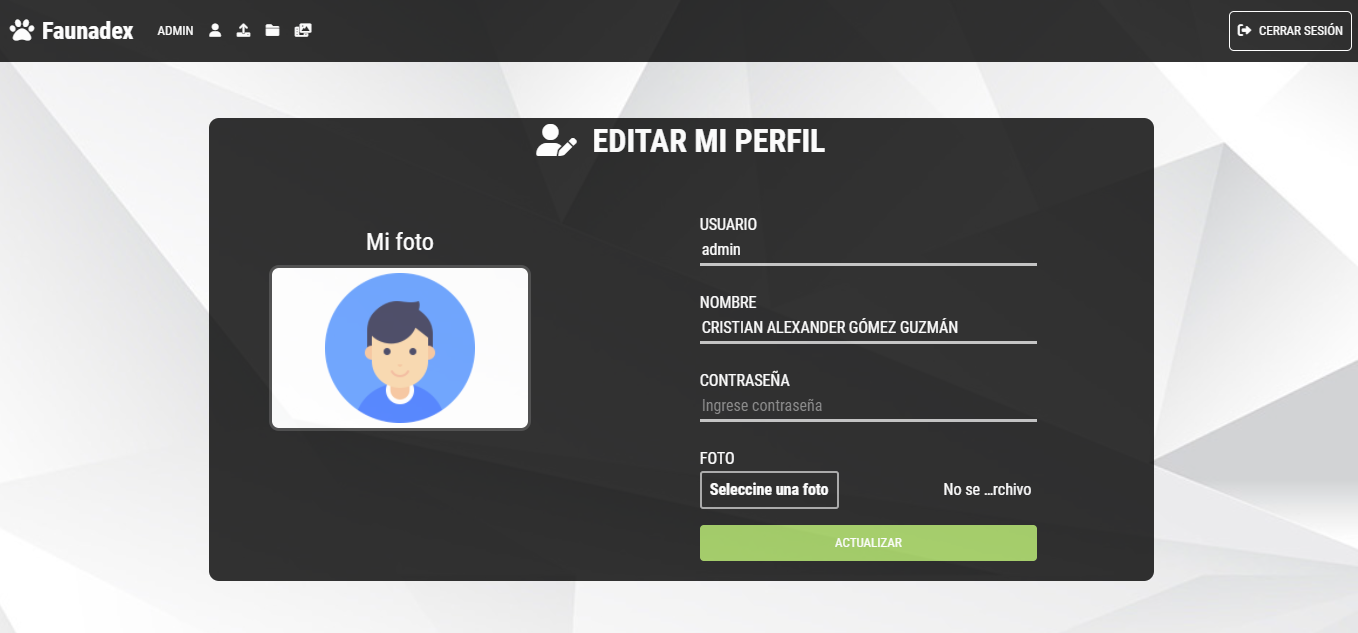 Faunadex ADMIN CERRAR SESIÓN
EDITAR MI PERFIL
Mi foto
USUARIO
admin
NOMBRE
CRISTIAN ALEXANDER GÓMEZ GUZMÁN
CONTRASEÑA
Ingrese contraseña
FOTO
Seleccine una foto No se ...rchivo
ACTUALIZAR